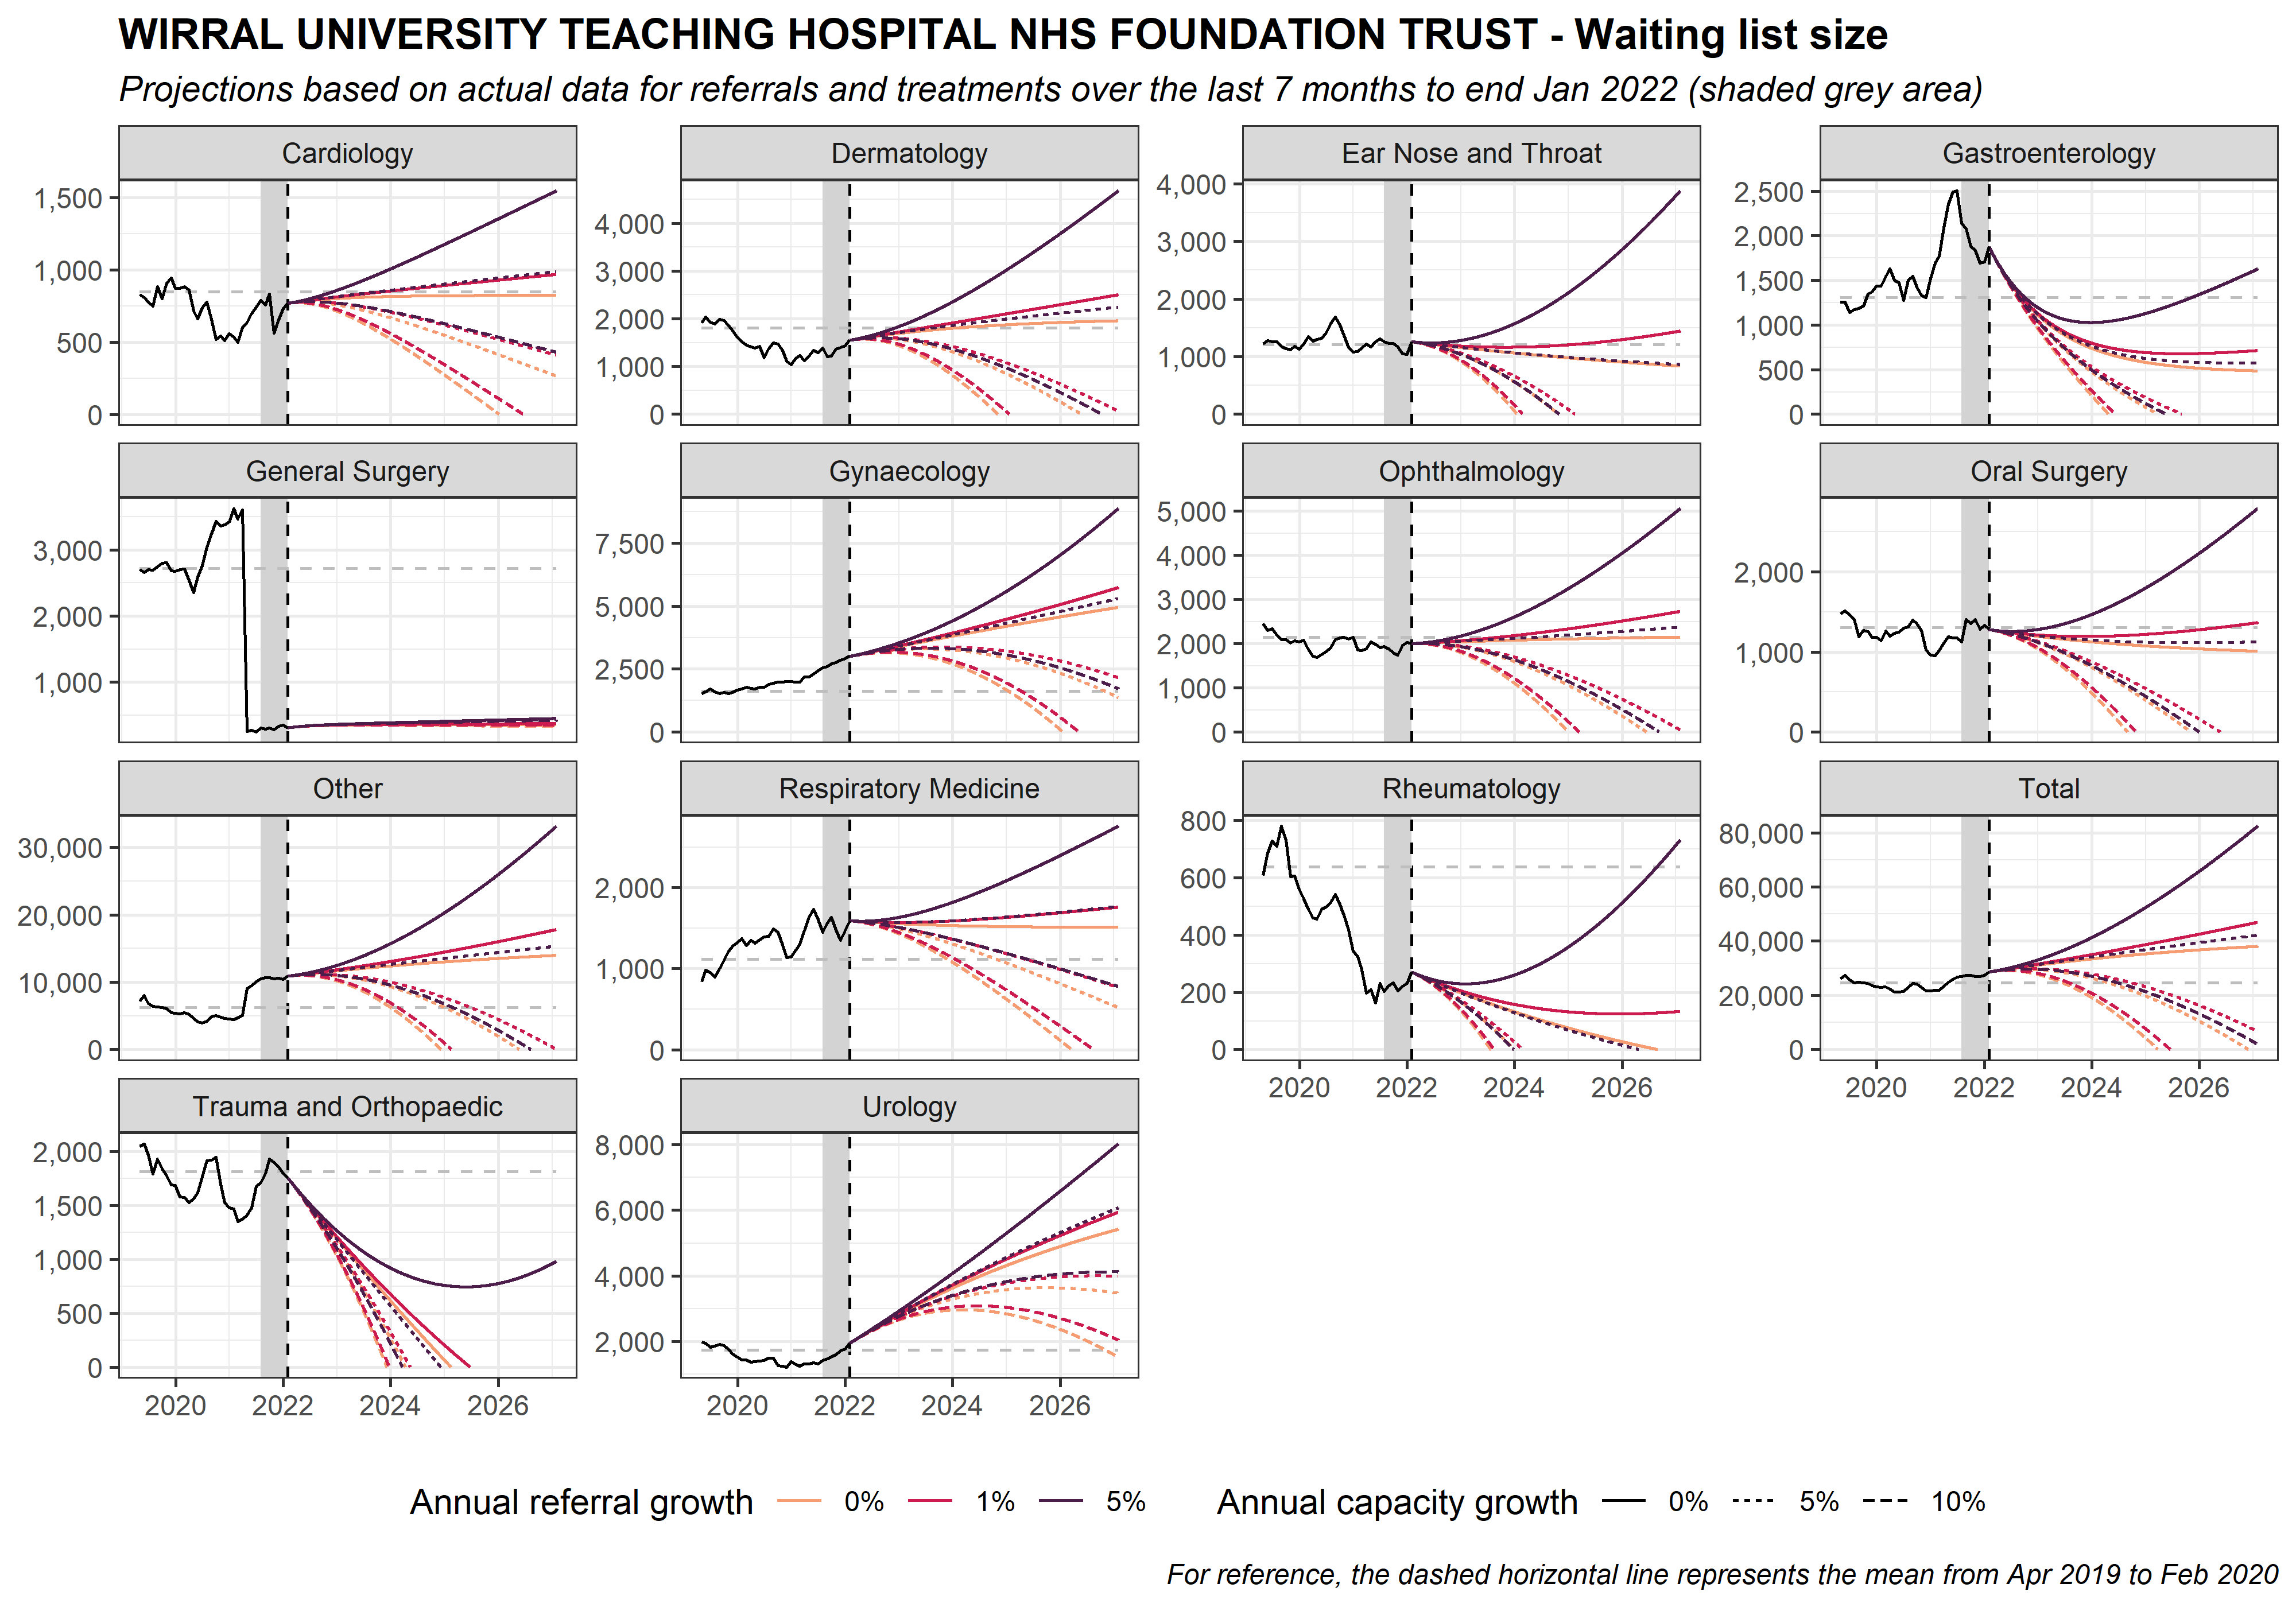 WIRRAL UNIVERSITY TEACHING HOSPITAL NHS FOUNDATION TRUST - Waiting list size
Projections based on actual data for referrals and treatments over the last 7 months to end Jan 2022 (shaded grey area)
Cardiology
1,500
1,000
500
0
Dermatology
4,000
3,000
2,000
1,000
0
Ear Nose and Throat
4,000
3,000
2,000
1,000
0
Gastroenterology
2,500
2,000
1,500
1,000
500
0
General Surgery
3,000
2,000
1,000
Gynaecology
7,500
5,000
2,500
0
Ophthalmology
5,000
4,000
3,000
2,000
1,000
0
Oral Surgery
2,000
1,000
0
Other
30,000
20,000
10,000
0
Respiratory Medicine
2,000
1,000
0
Rheumatology
800
600
400
200
0
2020 2022 2024 2026
Total
80,000
60,000
40,000
20,000
0
2020 2022 2024 2026
Trauma and Orthopaedic
2,000
1,500
1,000
500
0
2020 2022 2024 2026
Urology
8,000
6,000
4,000
2,000
2020 2022 2024 2026
Annual referral growth 0% 1% 5% Annual capacity growth 0% 5% 10%
For reference, the dashed horizontal line represents the mean from Apr 2019 to Feb 2020